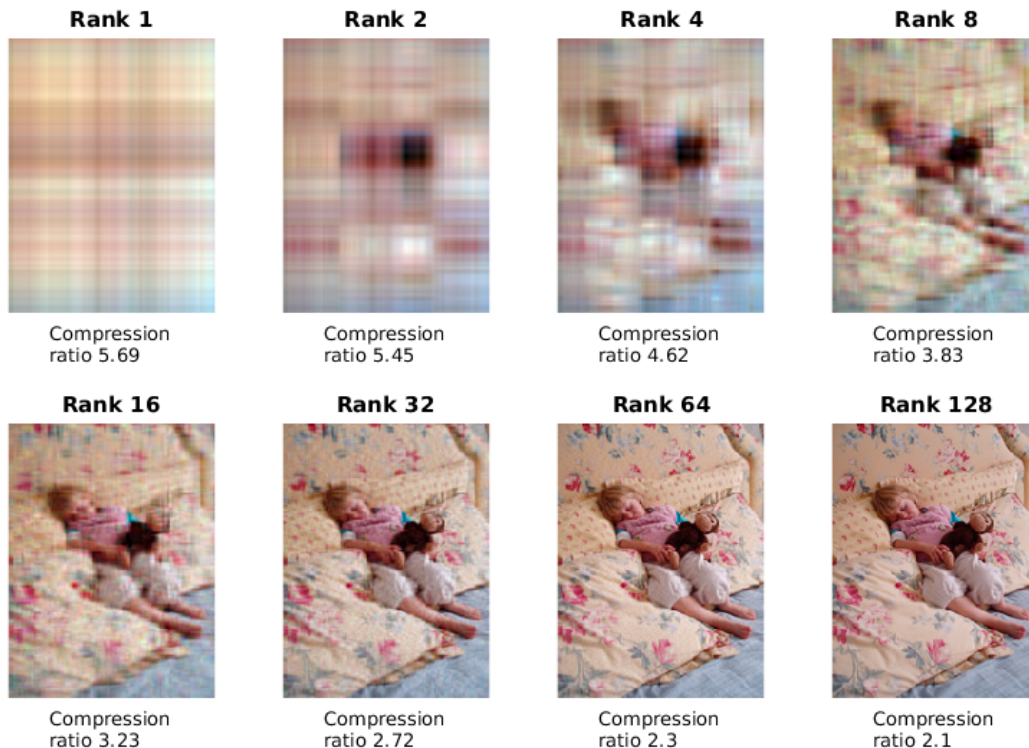 Rank 1
Rank 2
Rank 4
Rank 8
Compression
ratio 5.69
Compression
ratio 5.45
Compression
ratio 4.62
Compression
ratio 3.83
Rank 16
Rank 32
Rank 64
Rank 128
Compression
ratio 3.23
Compression
ratio 2.72
Compression
ratio 2.3
Compression
ratio 2.1